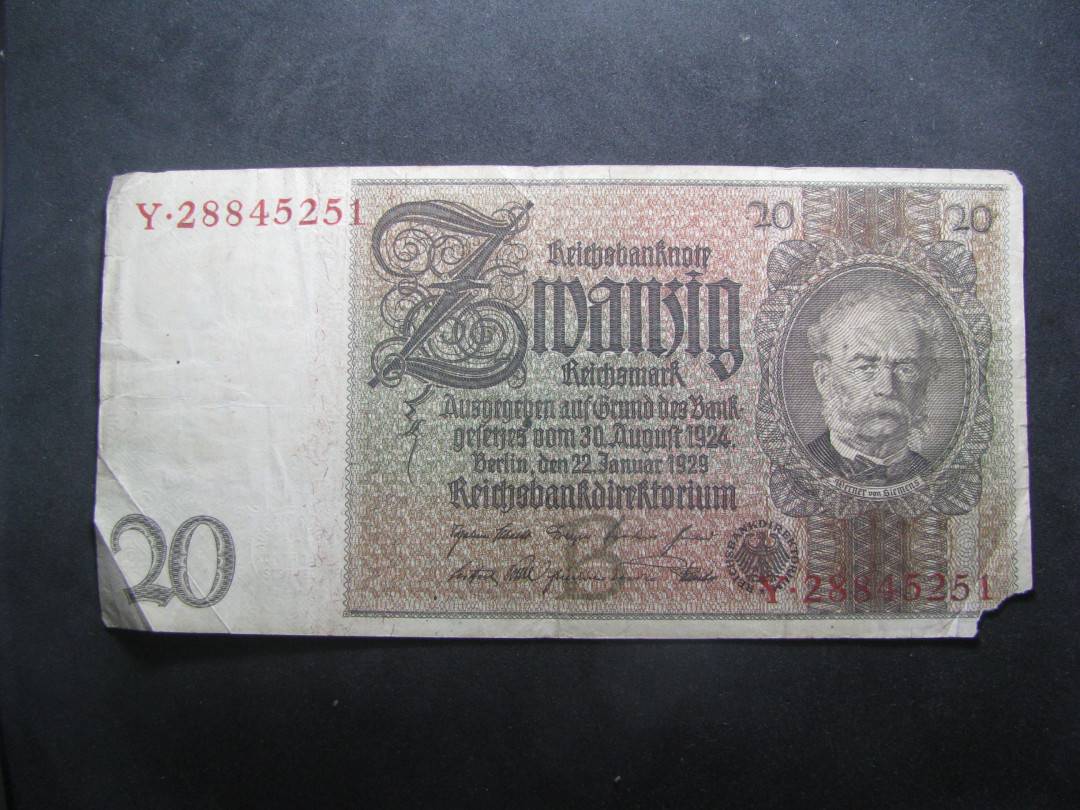 Y·28845251
20
20
Reichsbanknote
Zwanzig
Reichsmark
Ausgegeben auf Grund des Bank-
gesetzes vom 30. August 1924.
Berlin, den 22. Januar 1929
Reichsbankdirektorium
Werner von Siemens
20
B
REICHSBANKDIREKTORIUM
Y·28845251